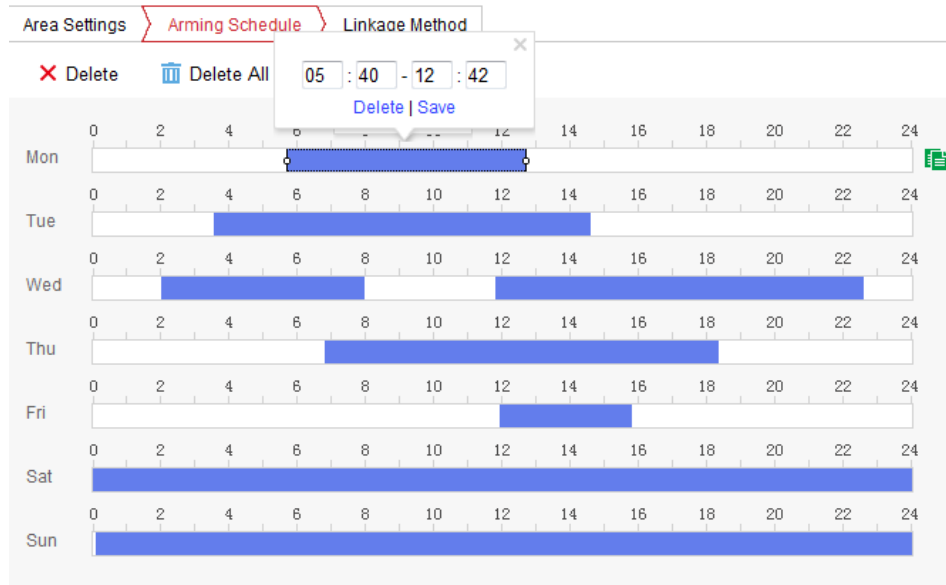 Area Settings Arming Schedule Linkage Method
Delete Delete All
05 : 40 - 12 : 42
Delete | Save
0 2 4 6 12 14 16 18 20 22 24
Mon
0 2 4 6 8 10 12 14 16 18 20 22 24
Tue
0 2 4 6 8 10 12 14 16 18 20 22 24
Wed
0 2 4 6 8 10 12 14 16 18 20 22 24
Thu
0 2 4 6 8 10 12 14 16 18 20 22 24
Fri
0 2 4 6 8 10 12 14 16 18 20 22 24
Sat
0 2 4 6 8 10 12 14 16 18 20 22 24
Sun